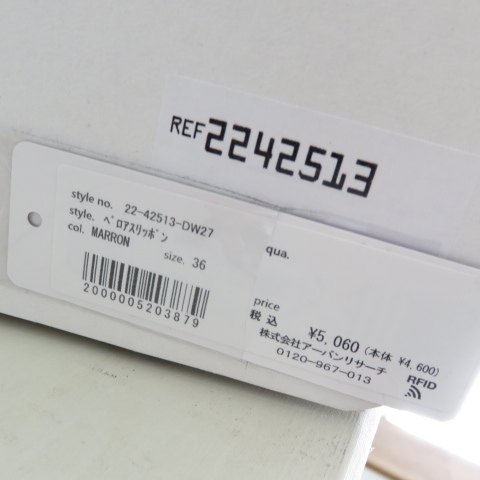 REF 2242513
style no. 22-42513-DW27
style. ﾍﾞﾛｱｽﾘｯﾎﾟﾝ
col. MARRON
size. 36
2000005203879
qua.
price
税込 ¥5,060 (本体 ¥4,600)
株式会社アーバンリサーチ
0120-967-013
RFID